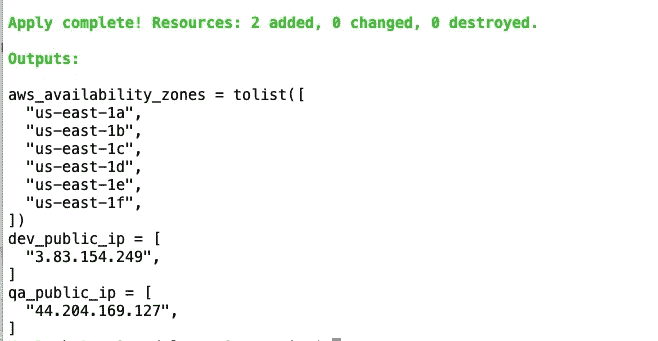 Apply complete! Resources: 2 added, 0 changed, 0 destroyed.
Outputs:
aws_availability_zones = tolist([
"us-east-1a",
"us-east-1b",
"us-east-1c",
"us-east-1d",
"us-east-1e",
"us-east-1f",
])
dev_public_ip = [
"3.83.154.249",
]
qa_public_ip = [
"44.204.169.127",
]